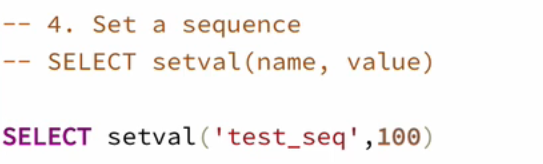 -- 4. Set a sequence
-- SELECT setval(name, value)
SELECT setval('test_seq',100)